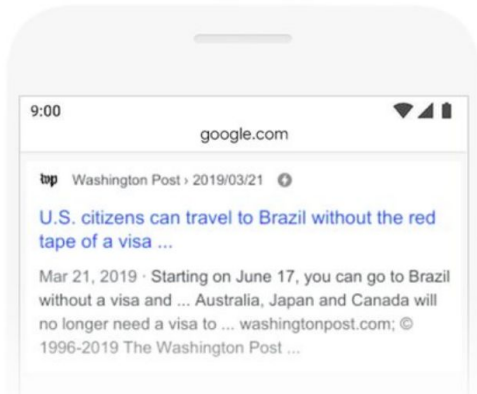 9:00
google.com
wp Washington Post › 2019/03/21
U.S. citizens can travel to Brazil without the red
tape of a visa ...
Mar 21, 2019 · Starting on June 17, you can go to Brazil
without a visa and ... Australia, Japan and Canada will
no longer need a visa to ... washingtonpost.com; ©
1996-2019 The Washington Post ...